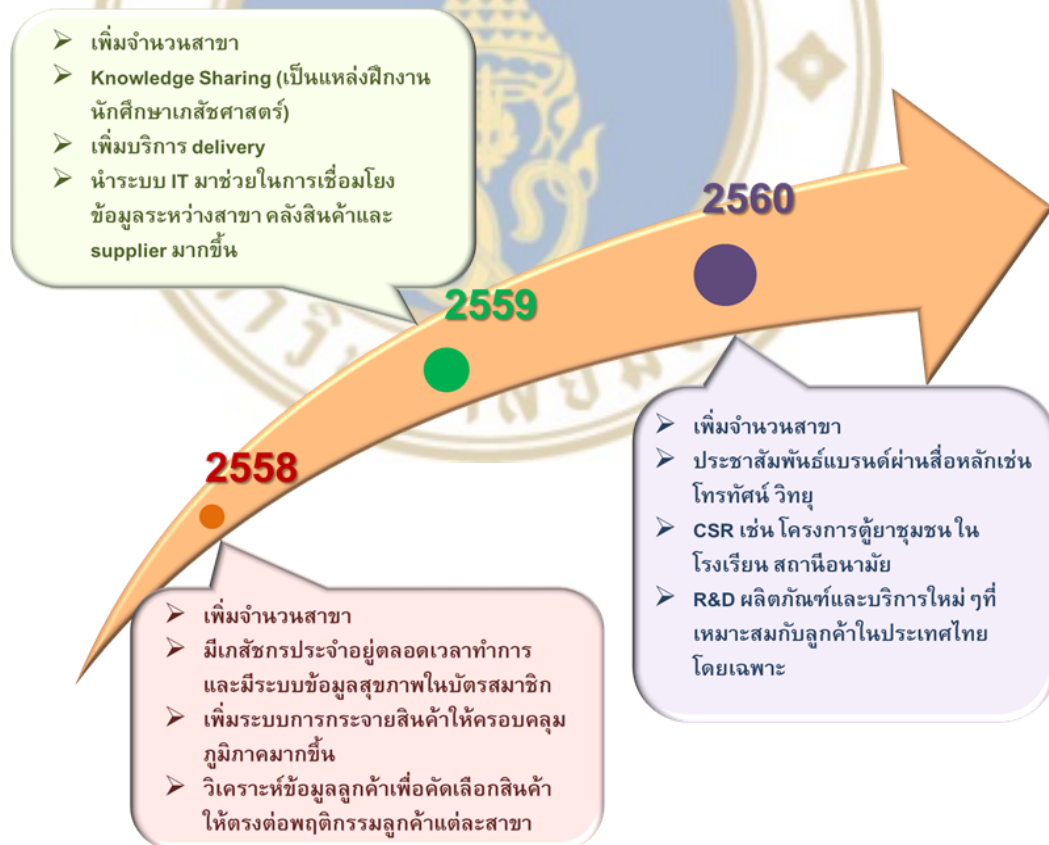 เพิ่มจำนวนสาขา
Knowledge Sharing (เป็นแหล่งฝึกงาน
นักศึกษาเภสัชศาสตร์)
เพิ่มบริการ delivery
นำระบบ IT มาช่วยในการเชื่อมโยง
ข้อมูลระหว่างสาขา คลังสินค้าและ
supplier มากขึ้น
2560
2559
2558
เพิ่มจำนวนสาขา
ประชาสัมพันธ์แบรนด์ผ่านสื่อหลักเช่น
โทรทัศน์ วิทยุ
CSR เช่น โครงการตู้ยาชุมชน ใน
โรงเรียน สถานีอนามัย
R&D ผลิตภัณฑ์และบริการใหม่ ๆที่
เหมาะสมกับลูกค้าในประเทศไทย
โดยเฉพาะ
เพิ่มจำนวนสาขา
มีเภสัชกรประจำอยู่ตลอดเวลาทำการ
และมีระบบข้อมูลสุขภาพในบัตรสมาชิก
เพิ่มระบบการกระจายสินค้าให้ครอบคลุม
ภูมิภาคมากขึ้น
วิเคราะห์ข้อมูลลูกค้าเพื่อคัดเลือกสินค้า
ให้ตรงต่อพฤติกรรมลูกค้าแต่ละสาขา